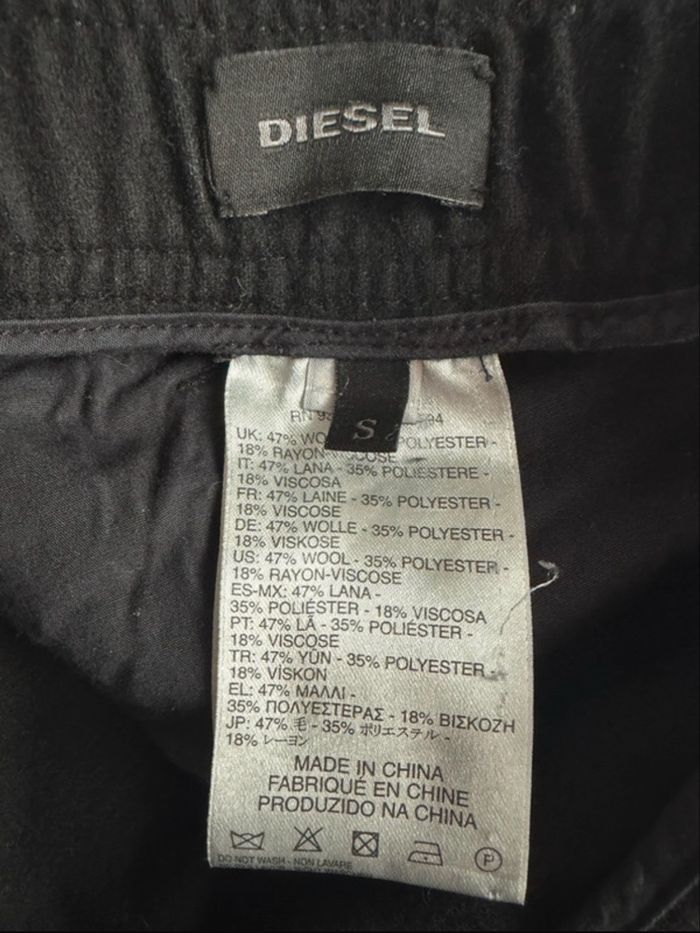 DIESEL
S
RN 93 94
UK: 47% WO POLYESTER -
18% RAYON- SCOSE
IT: 47% LANA - 35% POLIESTERE -
18% VISCOSA
FR: 47% LAINE - 35% POLYESTER -
18% VISCOSE
DE: 47% WOLLE - 35% POLYESTER -
18% VISKOSE
US: 47% WOOL - 35% POLYESTER -
18% RAYON-VISCOSE
ES-MX: 47% LANA -
35% POLIÉSTER - 18% VISCOSA
PT: 47% LÃ - 35% POLIÉSTER -
18% VISCOSE
TR: 47% YÜN - 35% POLYESTER -
18% VİSKON
EL: 47% ΜΑΛΛΙ -
35% ΠΟΛΥΕΣΤΕΡΑΣ - 18% ΒΙΣΚΟΖΗ
JP: 47% 毛 - 35% ポリエステル -
18% レーヨン
MADE IN CHINA
FABRIQUÉ EN CHINE
PRODUZIDO NA CHINA
P
DO NOT WASH - NON LAVARE